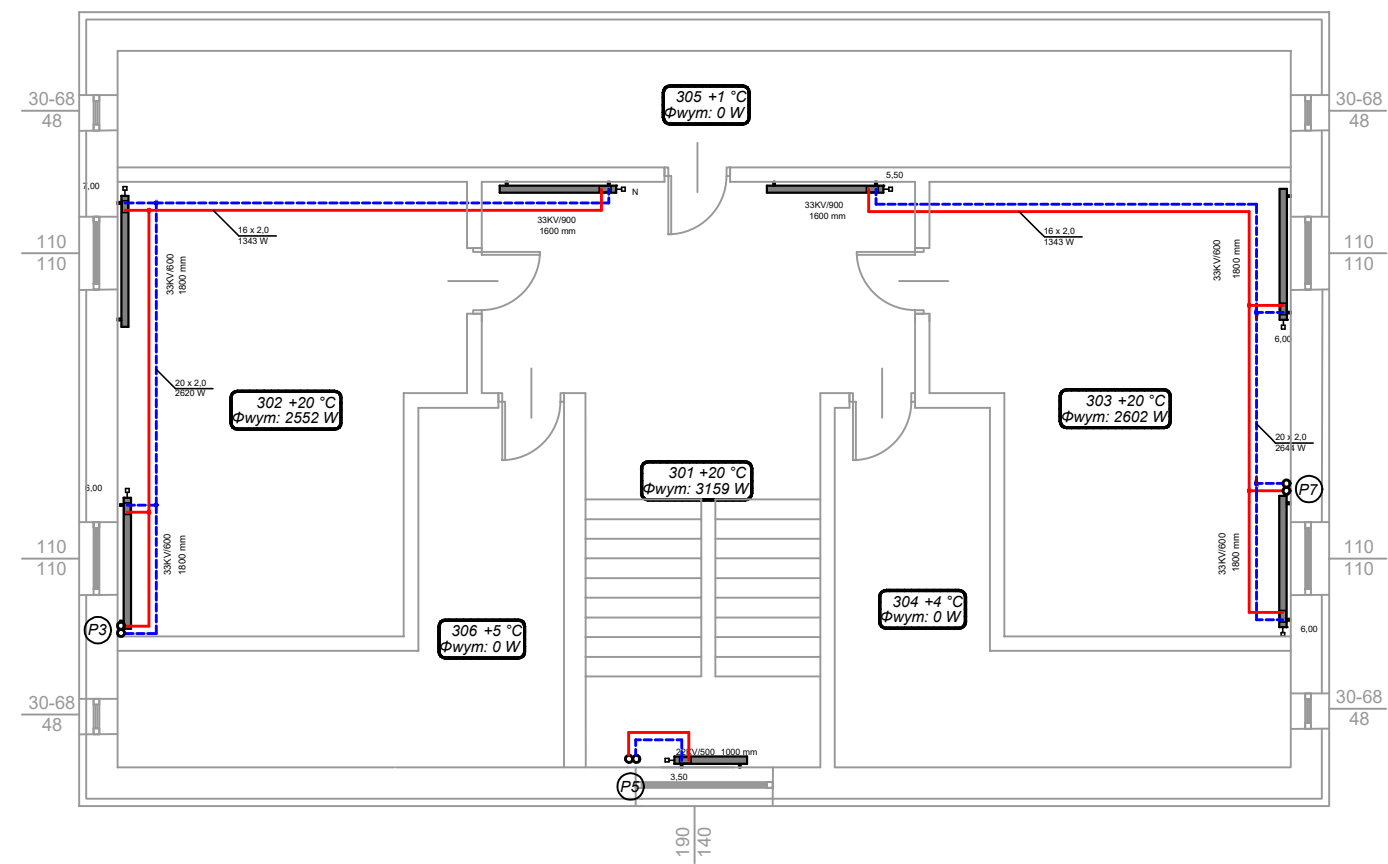 305 +1 °C
Φwym: 0 W
30-68
48
30-68
48
7,00
N
33KV/900
1600 mm
5,50
33KV/900
1600 mm
16 x 2,0
1343 W
16 x 2,0
1343 W
110
110
110
110
33KV/600
1800 mm
33KV/600
1800 mm
6,00
20 x 2,0
2620 W
302 +20 °C
Φwym: 2552 W
303 +20 °C
Φwym: 2602 W
20 x 2,0
2644 W
301 +20 °C
Φwym: 3159 W
6,00
P7
110
110
110
110
33KV/600
1800 mm
33KV/600
1800 mm
304 +4 °C
Φwym: 0 W
P3
306 +5 °C
Φwym: 0 W
6,00
30-68
48
30-68
48
22KV/500 1000 mm
3,50
P5
190
140